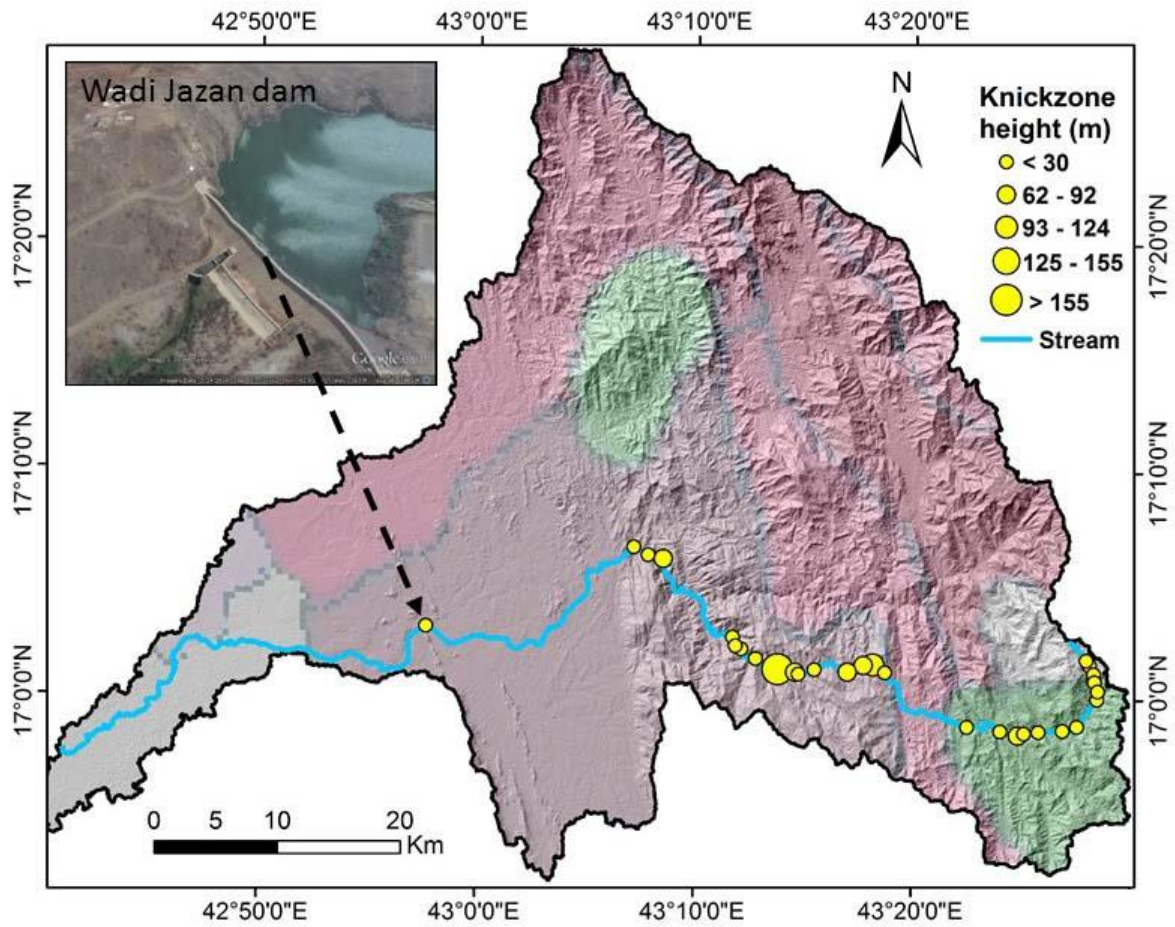 42°50'0"E 43°0'0"E 43°10'0"E 43°20'0"E
Wadi Jazan dam
Google
N
Knickzone
height (m)
< 30
62 - 92
93 - 124
125 - 155
> 155
Stream
17°20'0"N 17°20'0"N
17°10'0"N 17°10'0"N
17°0'0"N 17°0'0"N
0 5 10 20
Km
42°50'0"E 43°0'0"E 43°10'0"E 43°20'0"E